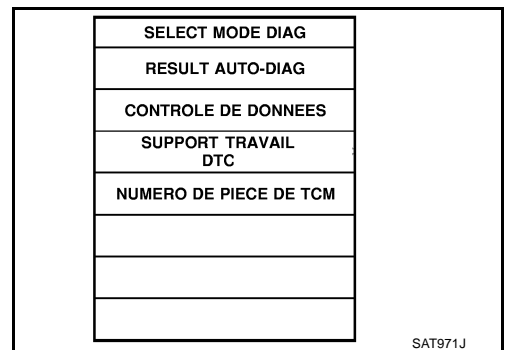 SELECT MODE DIAG
RESULT AUTO-DIAG
CONTROLE DE DONNEES
SUPPORT TRAVAIL
DTC
NUMERO DE PIECE DE TCM
SAT971J